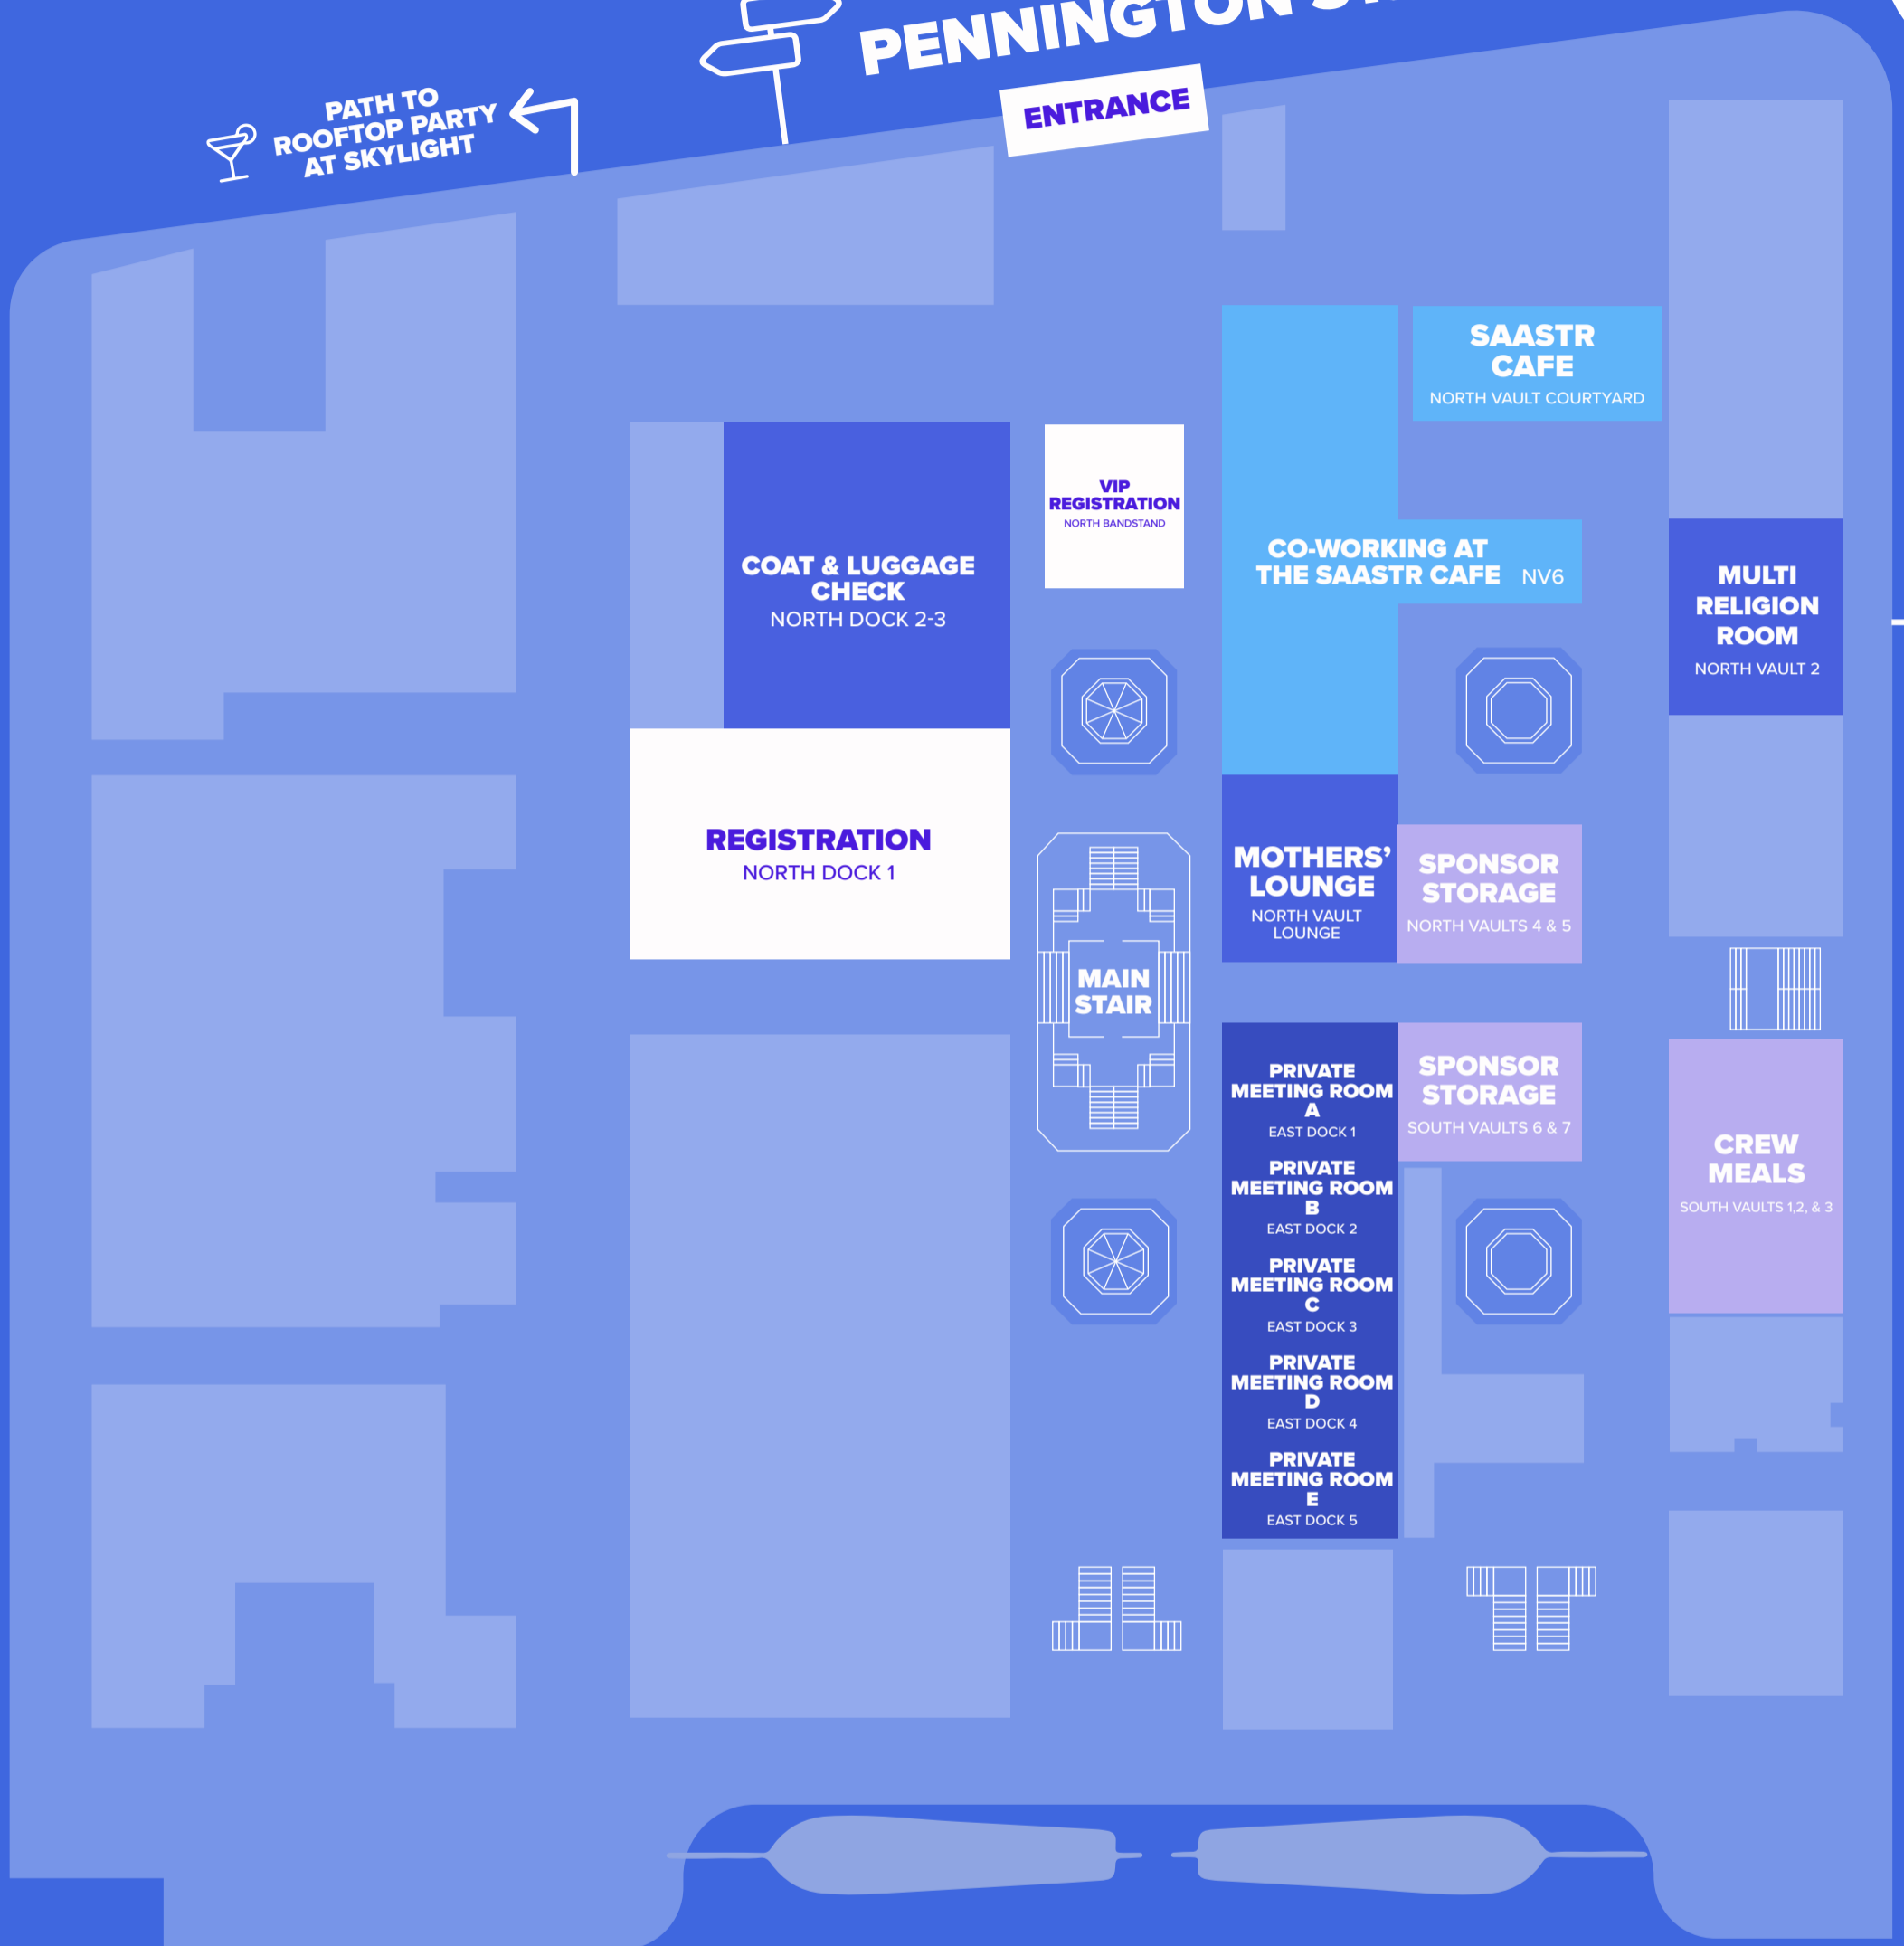 PENNINGTON
ENTRANCE
PATH TO
ROOFTOP PARTY
AT SKYLIGHT
SAASTR
CAFE
NORTH VAULT COURTYARD
VIP
REGISTRATION
NORTH BANDSTAND
COAT & LUGGAGE
CHECK
NORTH DOCK 2-3
CO-WORKING AT
THE SAASTR CAFE NV6
MULTI
RELIGION
ROOM
NORTH VAULT 2
REGISTRATION
NORTH DOCK 1
MOTHERS’
LOUNGE
NORTH VAULT
LOUNGE
SPONSOR
STORAGE
NORTH VAULTS 4 & 5
MAIN
STAIR
PRIVATE
MEETING ROOM
A
EAST DOCK 1
PRIVATE
MEETING ROOM
B
EAST DOCK 2
PRIVATE
MEETING ROOM
C
EAST DOCK 3
PRIVATE
MEETING ROOM
D
EAST DOCK 4
PRIVATE
MEETING ROOM
E
EAST DOCK 5
SPONSOR
STORAGE
SOUTH VAULTS 6 & 7
CREW
MEALS
SOUTH VAULTS 1,2, & 3